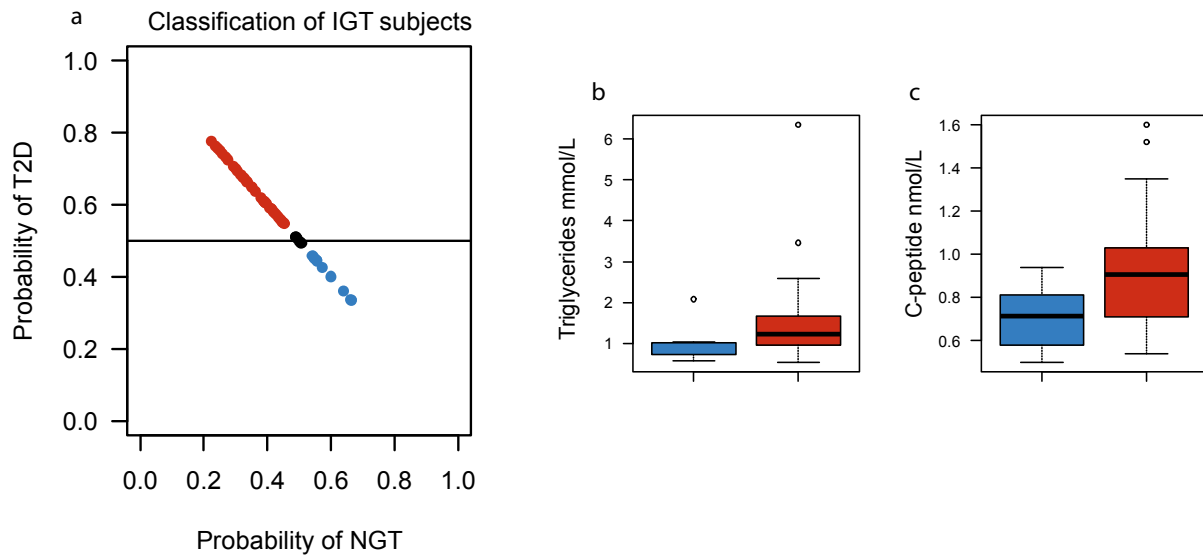 a
Classification of IGT subjects
Probability of T2D
1.0
0.8
0.6
0.4
0.2
0.0
0.0 0.2 0.4 0.6 0.8 1.0
Probability of NGT
b
Triglycerides mmol/L
6
5
4
3
2
1
c
C-peptide nmol/L
1.6
1.4
1.2
1.0
0.8
0.6